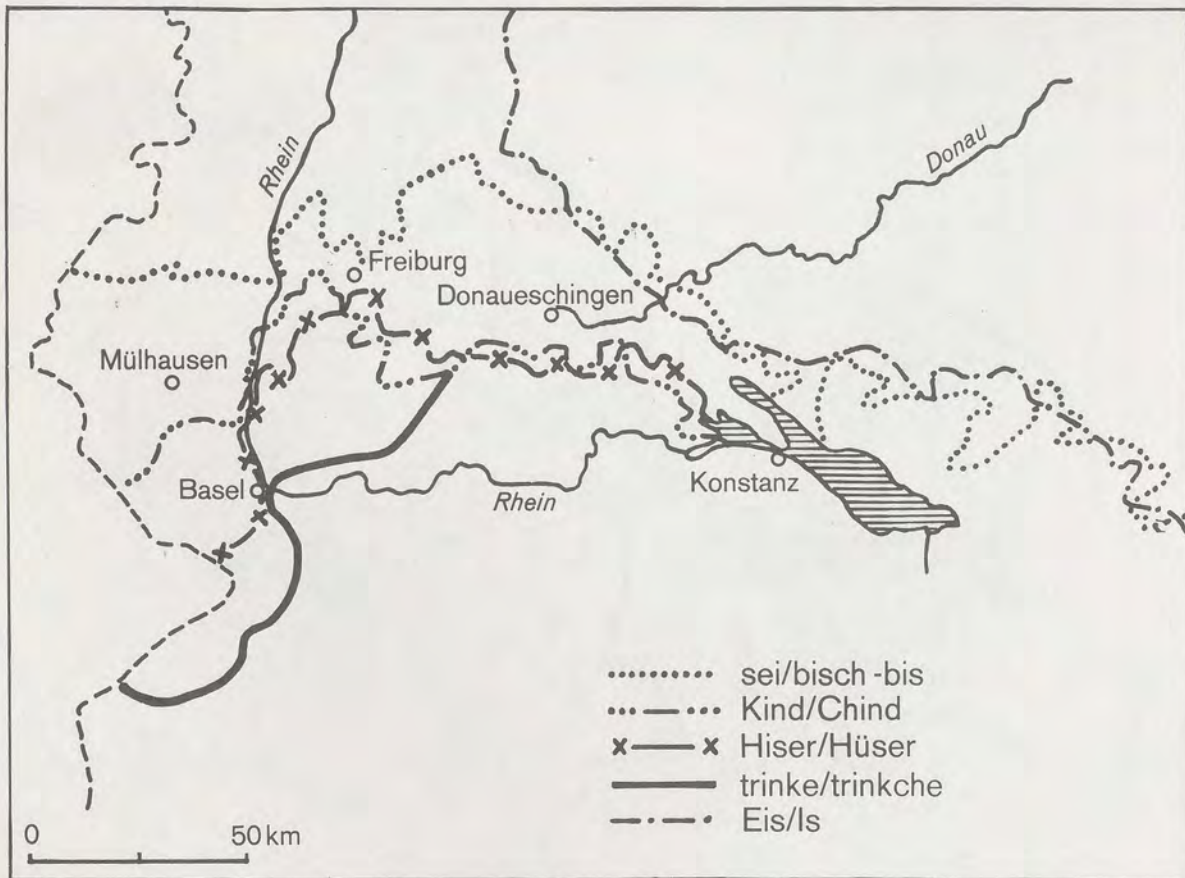 Rhein
Donau
Freiburg
Donaueschingen
Mülhausen
Basel
Rhein
Konstanz
sei/bisch -bis
Kind/Chind
Hiser/Hüser
trinke/trinkche
Eis/Is
0 50 km